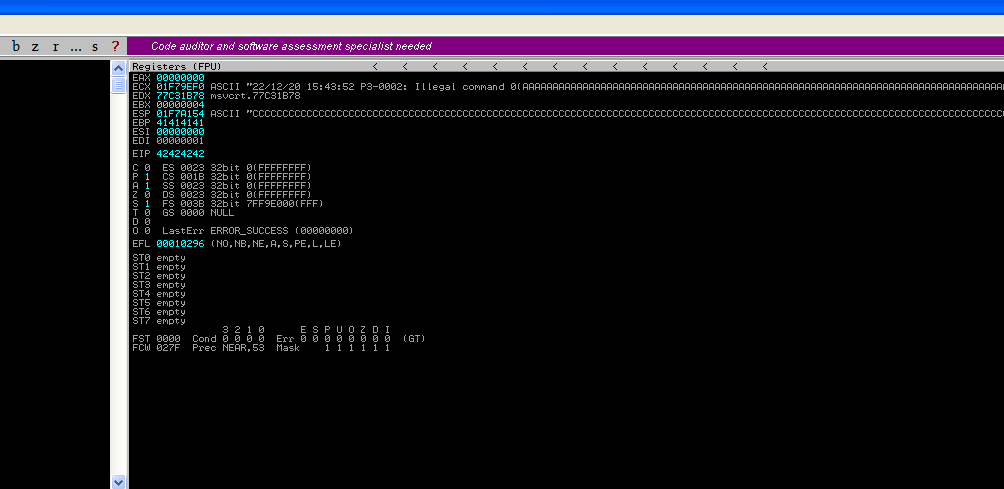 b z r ... s ? Code auditor and software assessment specialist needed
Registers (FPU) < < < < < < < < < < < < < <
EAX 00000000
ECX 01F79EF0 ASCII "22/12/20 15:43:52 P3-0002: Illegal command 0(AAAAAAAAAAAAAAAAAAAAAAAAAAAAAAAAAAAAAAAAAAAAAAAAAAAAAAAAAAAAAAAAAAAAAAAAAAAAAAAA
EDX 77C31B78 msvcrt.77C31B78
EBX 00000004
ESP 01F7A154 ASCII "CCCCCCCCCCCCCCCCCCCCCCCCCCCCCCCCCCCCCCCCCCCCCCCCCCCCCCCCCCCCCCCCCCCCCCCCCCCCCCCCCCCCCCCCCCCCCCCCCCCCCCCCCCCCCCCCCCCCCCCCCCCCC
EBP 41414141
ESI 00000000
EDI 00000001
EIP 42424242
C 0 ES 0023 32bit 0(FFFFFFFF)
P 1 CS 001B 32bit 0(FFFFFFFF)
A 1 SS 0023 32bit 0(FFFFFFFF)
Z 0 DS 0023 32bit 0(FFFFFFFF)
S 1 FS 003B 32bit 7FF9E000(FFF)
T 0 GS 0000 NULL
D 0
O 0 LastErr ERROR_SUCCESS (00000000)
EFL 00010296 (NO,NB,NE,A,S,PE,L,LE)
ST0 empty
ST1 empty
ST2 empty
ST3 empty
ST4 empty
ST5 empty
ST6 empty
ST7 empty
3 2 1 0 E S P U O Z D I
FST 0000 Cond 0 0 0 0 Err 0 0 0 0 0 0 0 0 (GT)
FCW 027F Prec NEAR,53 Mask 1 1 1 1 1 1